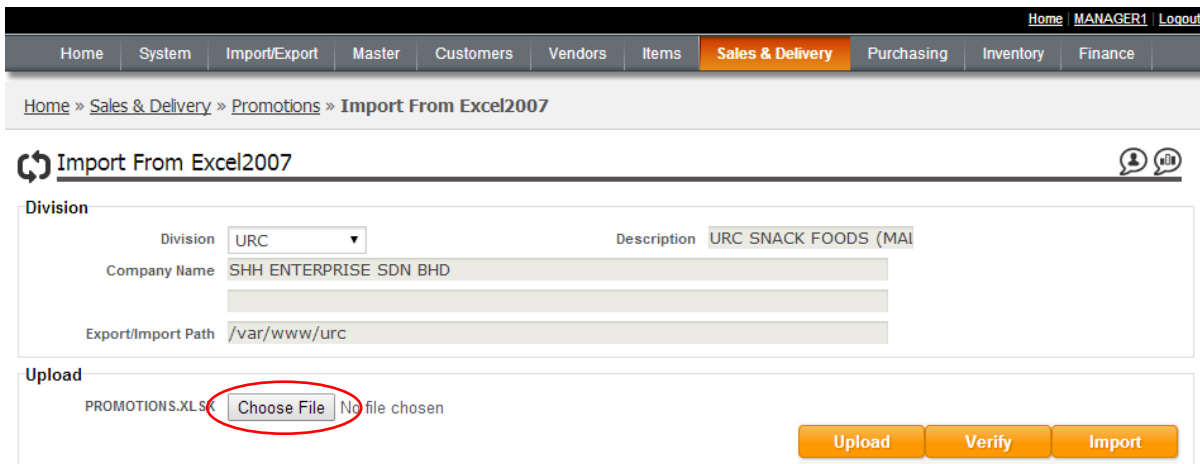 Home | MANAGER1 | Logout
Home System Import/Export Master Customers Vendors Items Sales & Delivery Purchasing Inventory Finance
Home » Sales & Delivery » Promotions » Import From Excel2007
Import From Excel2007
Division
Division URC Description URC SNACK FOODS (MAL
Company Name SHH ENTERPRISE SDN BHD
Export/Import Path /var/www/urc
Upload
PROMOTIONS.XLSX Choose File No file chosen
Upload Verify Import